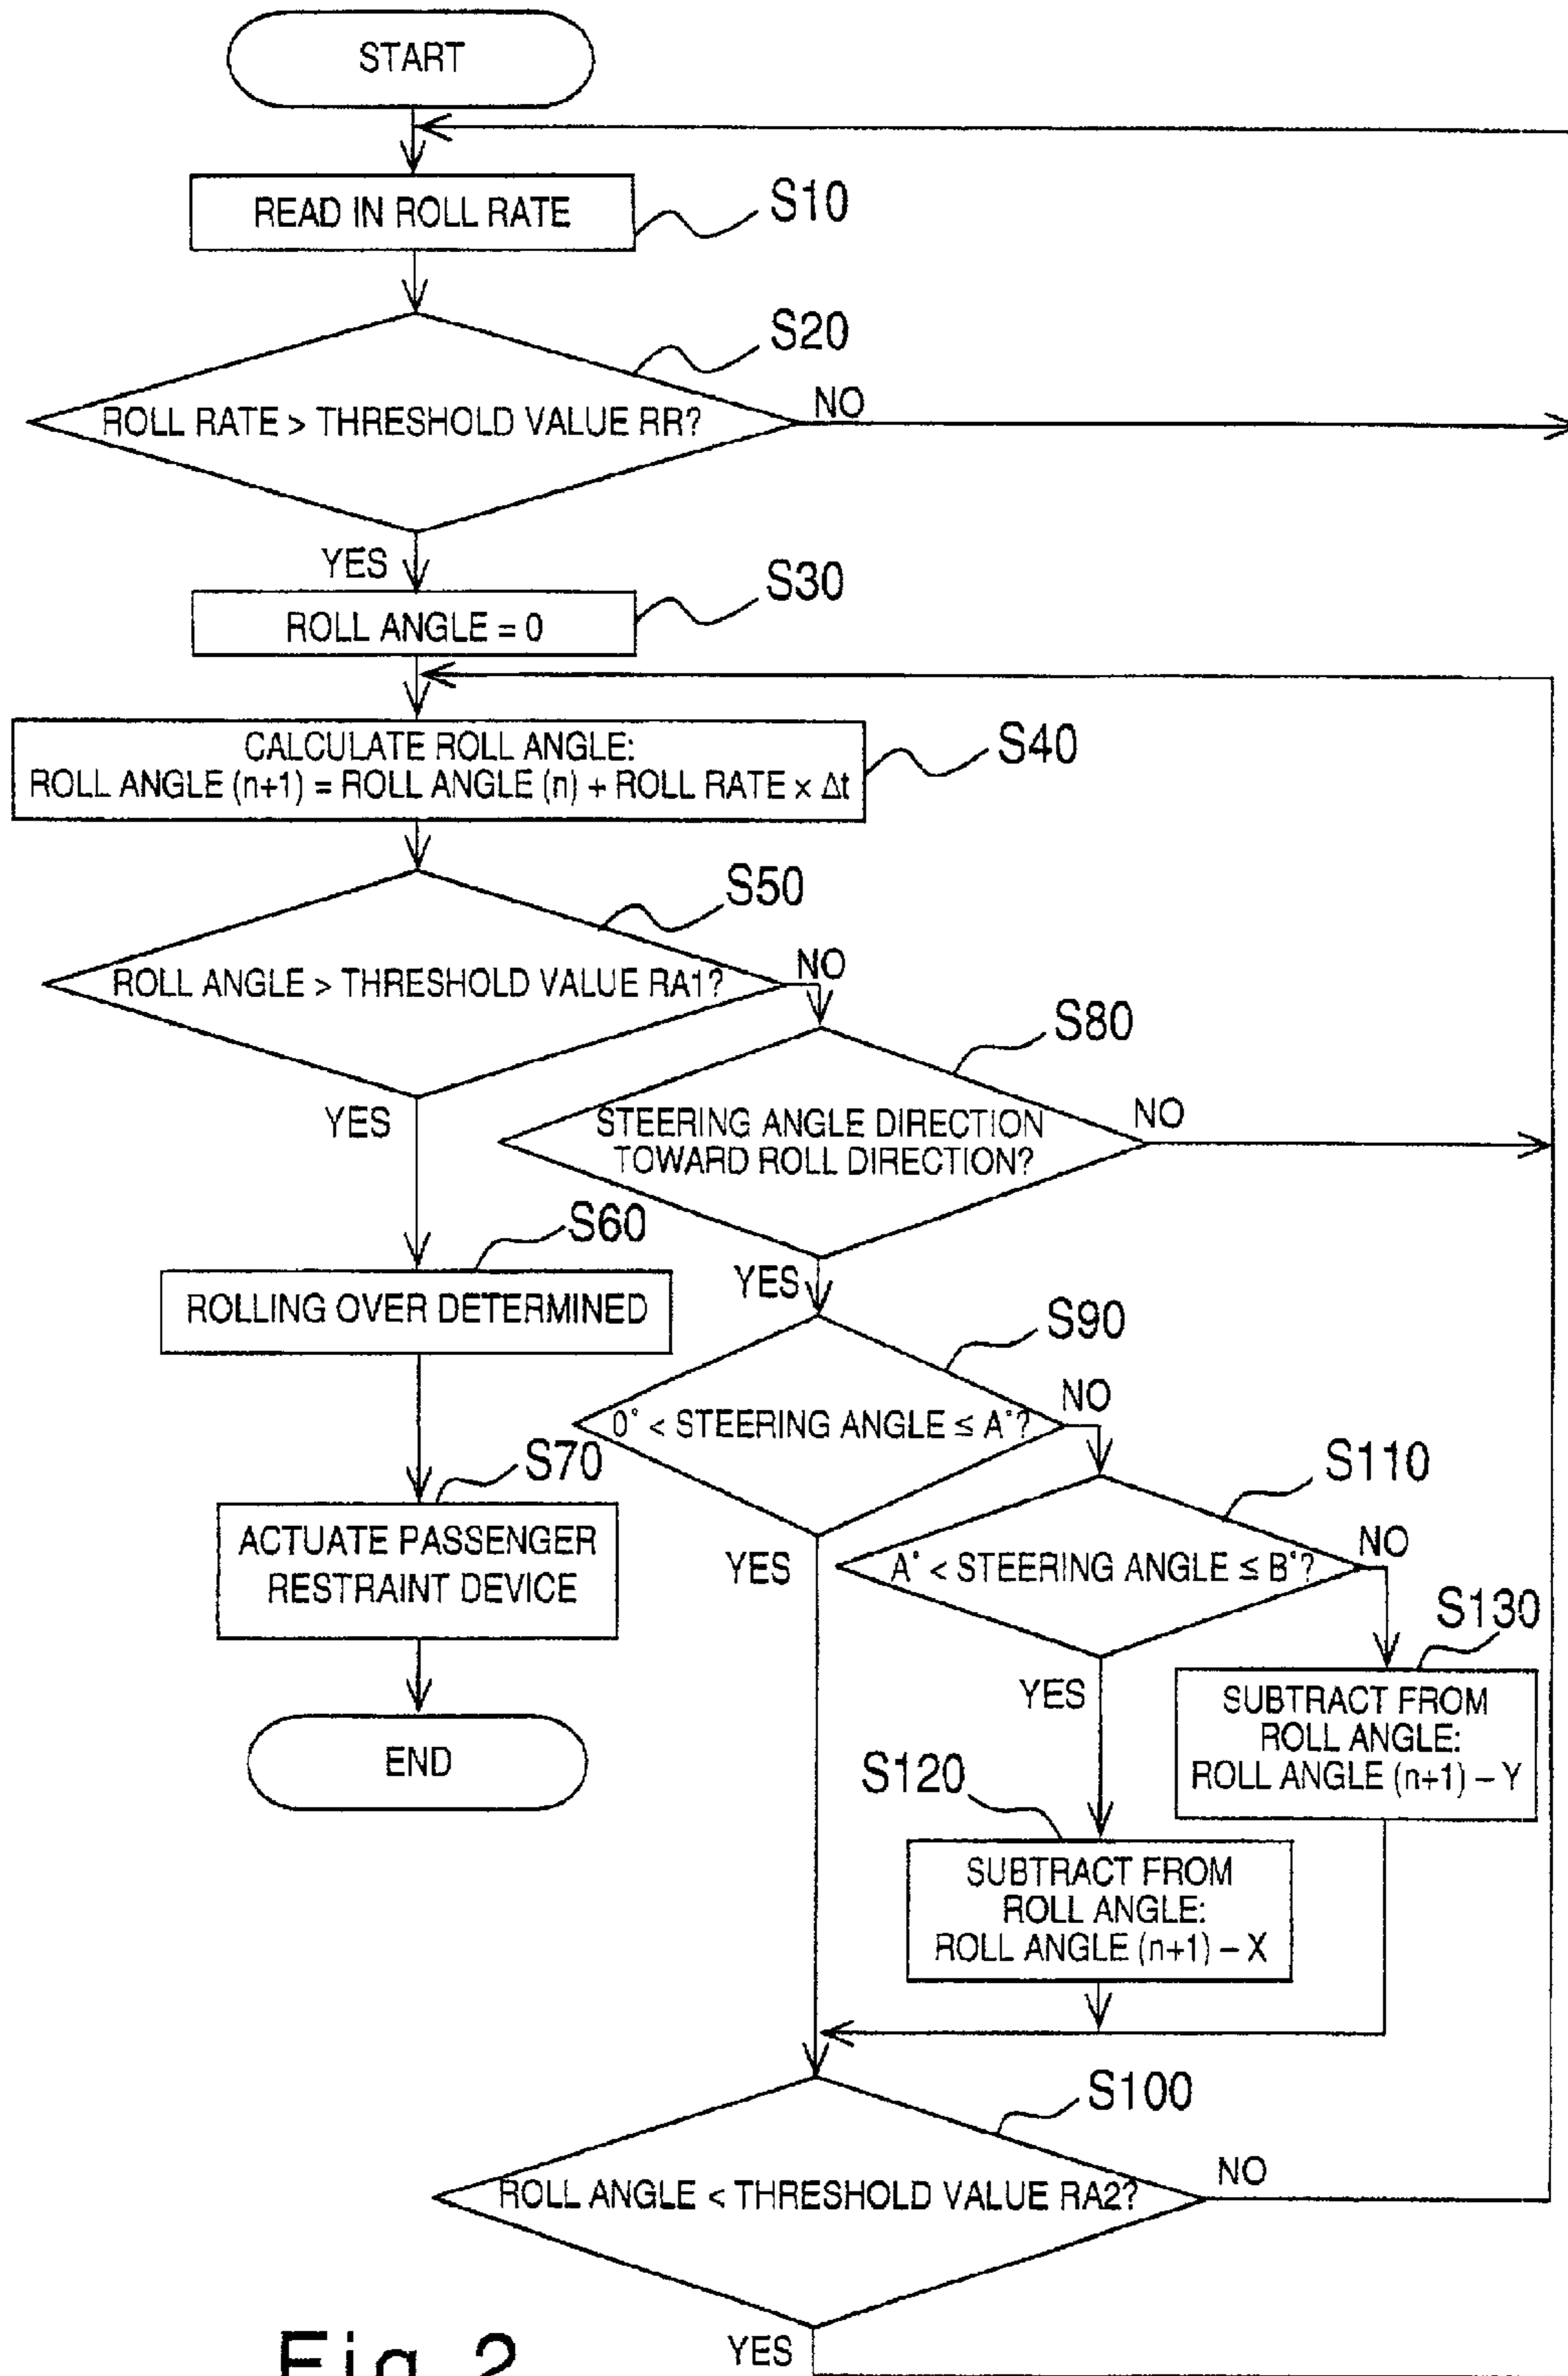 START
READ IN ROLL RATE
S10
S20
ROLL RATE > THRESHOLD VALUE RR?
NO
YES
S30
ROLL ANGLE = 0
CALCULATE ROLL ANGLE:
ROLL ANGLE (n+1) = ROLL ANGLE (n) + ROLL RATE × Δt
S40
S50
ROLL ANGLE > THRESHOLD VALUE RA1?
NO
YES
S80
STEERING ANGLE DIRECTION
TOWARD ROLL DIRECTION?
NO
YES
S60
ROLLING OVER DETERMINED
S90
0° < STEERING ANGLE ≤ A°?
NO
YES
S70
ACTUATE PASSENGER
RESTRAINT DEVICE
END
S110
A° < STEERING ANGLE ≤ B°?
NO
YES
S130
SUBTRACT FROM
ROLL ANGLE:
ROLL ANGLE (n+1) – Y
S120
SUBTRACT FROM
ROLL ANGLE:
ROLL ANGLE (n+1) – X
S100
ROLL ANGLE < THRESHOLD VALUE RA2?
NO
YES
Fig. 2